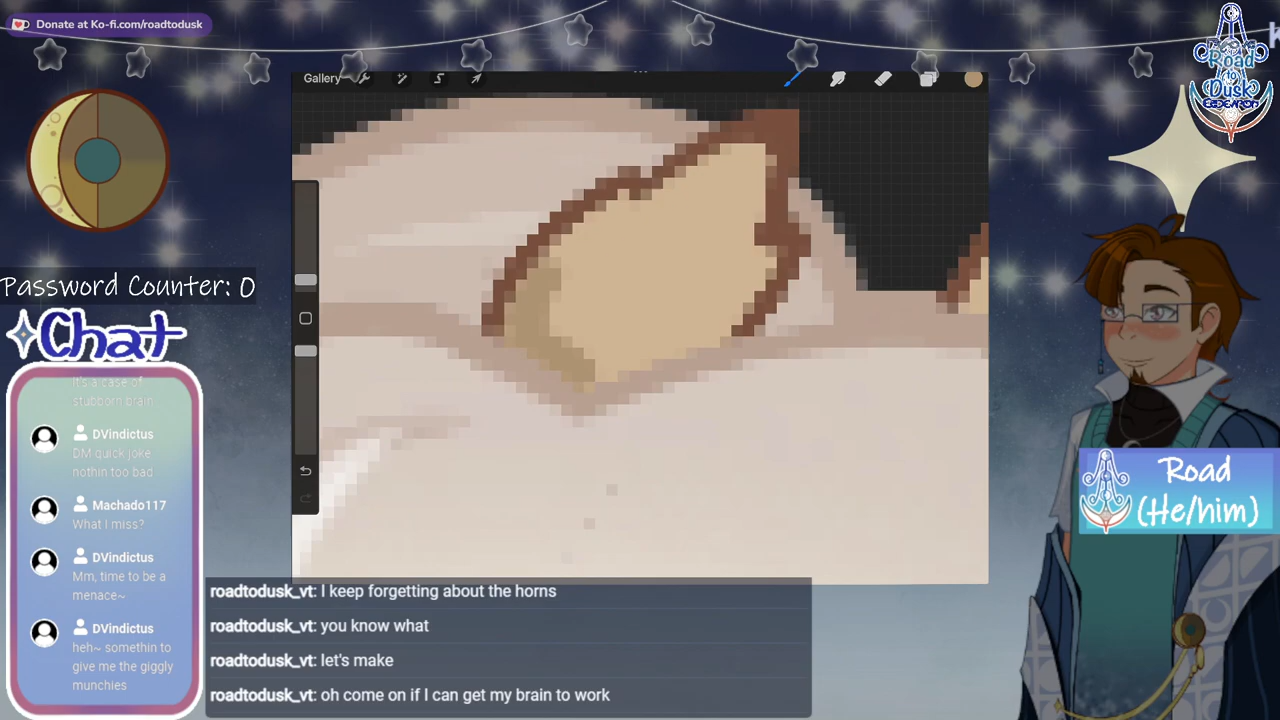 Donate at Ko-fi.com/roadtodusk
Gallery
Road
to
Dusk
Password Counter: 0
Chat
It's a case of
stubborn brain
DVindictus
DM quick joke
nothin too bad
Machado117
What I miss?
DVindictus
Mm, time to be a
menace~
DVindictus
heh~ somethin to
give me the giggly
munchies
roadtodusk_vt: I keep forgetting about the horns
roadtodusk_vt: you know what
roadtodusk_vt: let's make
roadtodusk_vt: oh come on if I can get my brain to work
Road
(He/him)